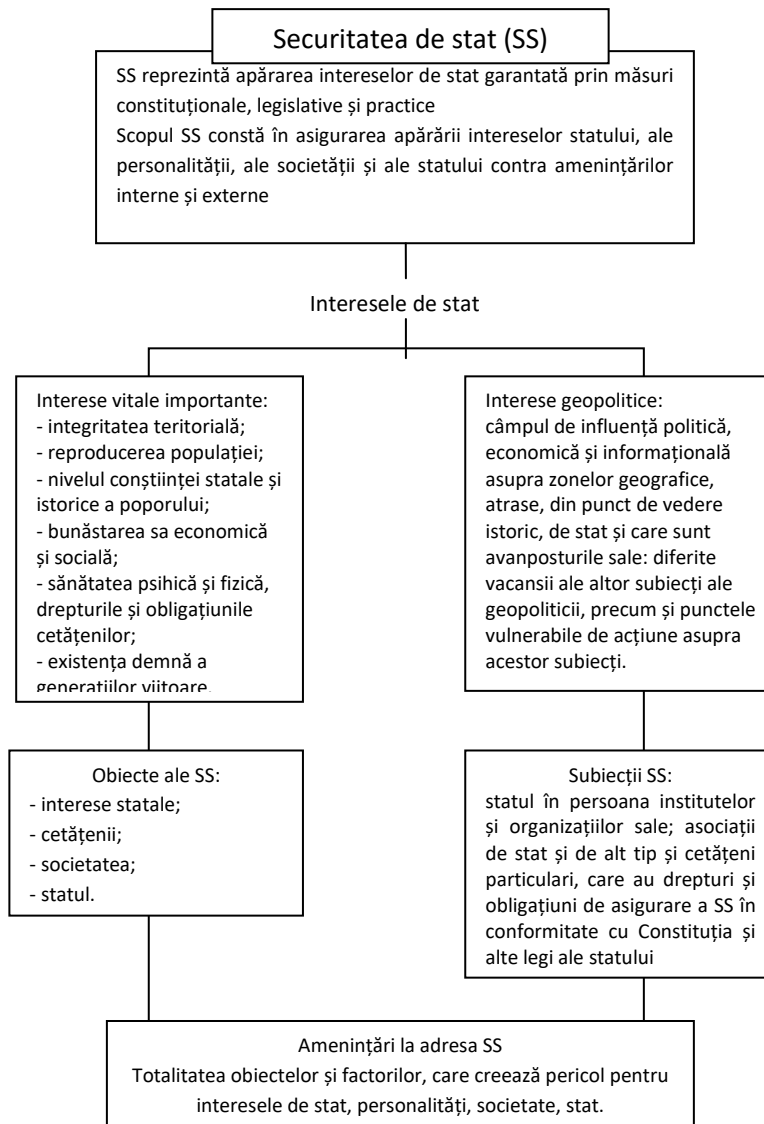 Securitatea de stat (SS)
SS reprezintă apărarea intereselor de stat garantată prin măsuri
constituționale, legislative și practice
Scopul SS constă în asigurarea apărării intereselor statului, ale
personalității, ale societății și ale statului contra amenințărilor
interne și externe
Interesele de stat
Interese vitale importante:
- integritatea teritorială;
- reproducerea populației;
- nivelul conștiinței statale și
istorice a poporului;
- bunăstarea sa economică
și socială;
- sănătatea psihică și fizică,
drepturile și obligațiunile
cetățenilor;
- existența demnă a
generațiilor viitoare.
Interese geopolitice:
câmpul de influență politică,
economică și informațională
asupra zonelor geografice,
atrase, din punct de vedere
istoric, de stat și care sunt
avanposturile sale: diferite
vacansii ale altor subiecți ale
geopoliticii, precum și punctele
vulnerabile de acțiune asupra
acestor subiecți.
Obiecte ale SS:
- interese statale;
- cetățenii;
- societatea;
- statul.
Subiecții SS:
statul în persoana institutelor
și organizațiilor sale; asociații
de stat și de alt tip și cetățeni
particulari, care au drepturi și
obligațiuni de asigurare a SS în
conformitate cu Constituția și
alte legi ale statului
Amenințări la adresa SS
Totalitatea obiectelor și factorilor, care creează pericol pentru
interesele de stat, personalități, societate, stat.